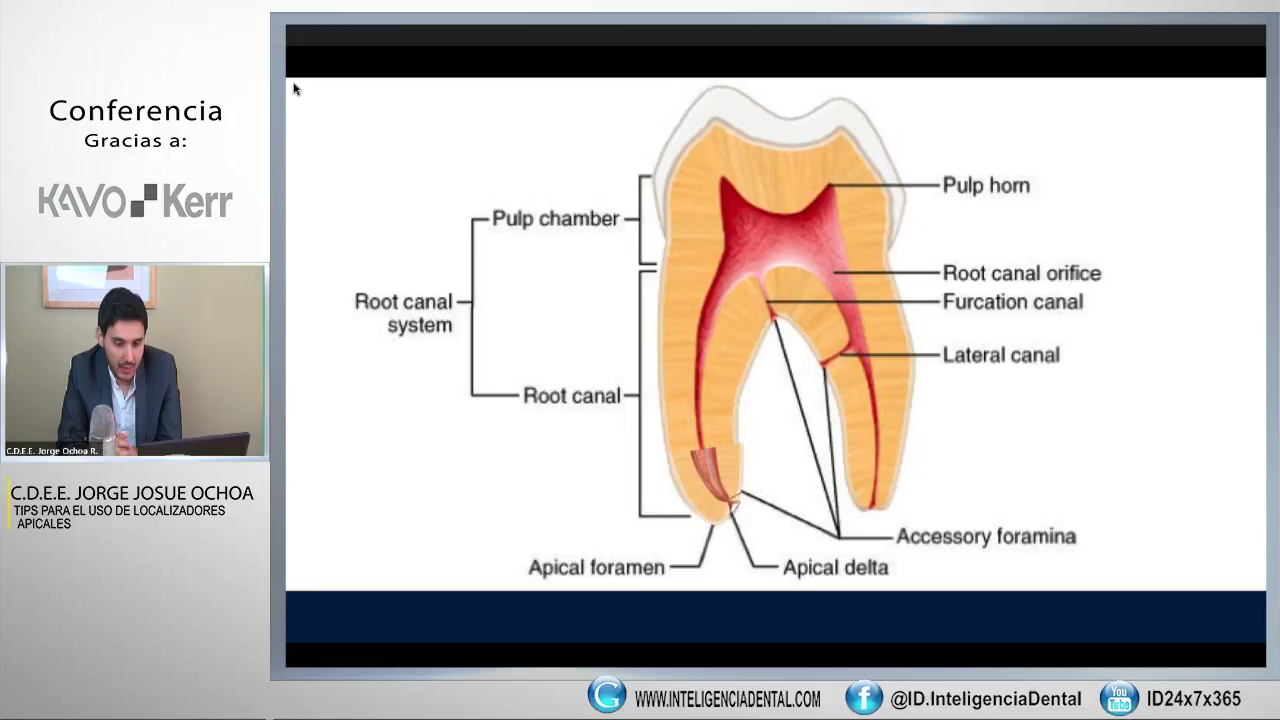 Conferencia
Gracias a:
KAVO Kerr
C.D.E.E. Jorge Ochoa R.
C.D.E.E. JORGE JOSUE OCHOA
TIPS PARA EL USO DE LOCALIZADORES
APICALES
Pulp horn
Pulp chamber
Root canal orifice
Root canal
system
Furcation canal
Lateral canal
Root canal
Accessory foramina
Apical foramen
Apical delta
WWW.INTELIGENCIADENTAL.COM
@ID.InteligenciaDental
You
Tube
ID24x7x365